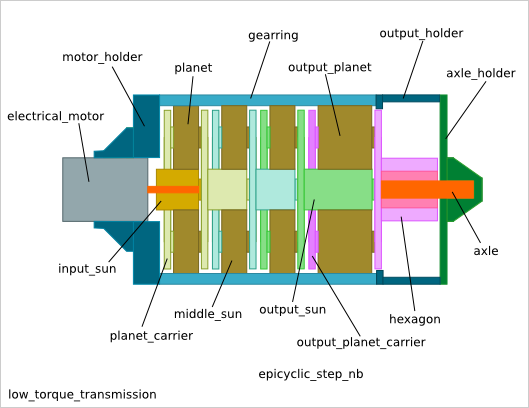 gearring
output_holder
motor_holder
planet
output_planet
axle_holder
electrical_motor
input_sun
axle
planet_carrier
middle_sun
output_sun
hexagon
output_planet_carrier
epicyclic_step_nb
low_torque_transmission